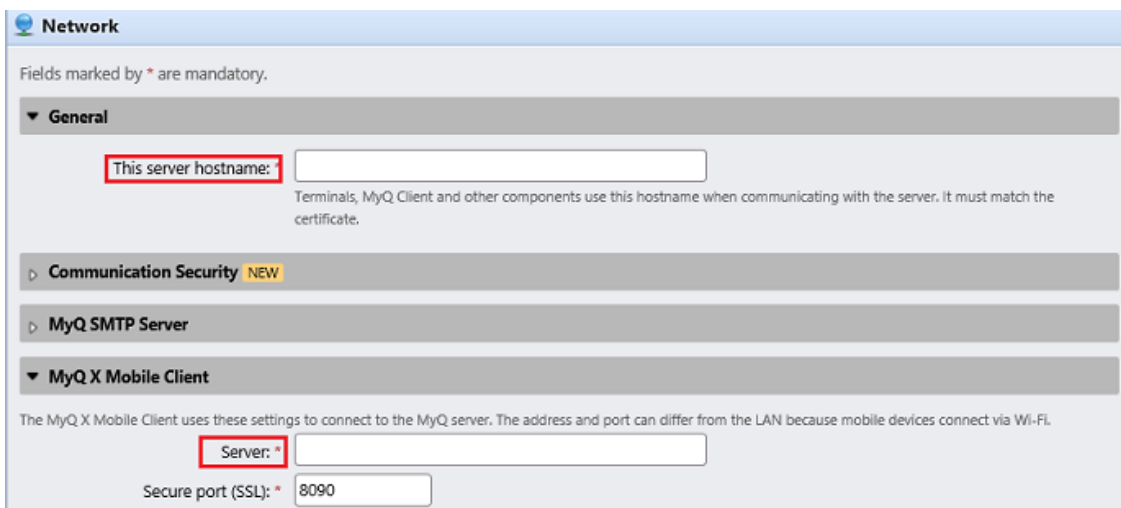 Network
Fields marked by * are mandatory.
General
This server hostname: *
Terminals, MyQ Client and other components use this hostname when communicating with the server. It must match the
certificate.
Communication Security NEW
MyQ SMTP Server
MyQ X Mobile Client
The MyQ X Mobile Client uses these settings to connect to the MyQ server. The address and port can differ from the LAN because mobile devices connect via Wi-Fi.
Server: *
Secure port (SSL): * 8090